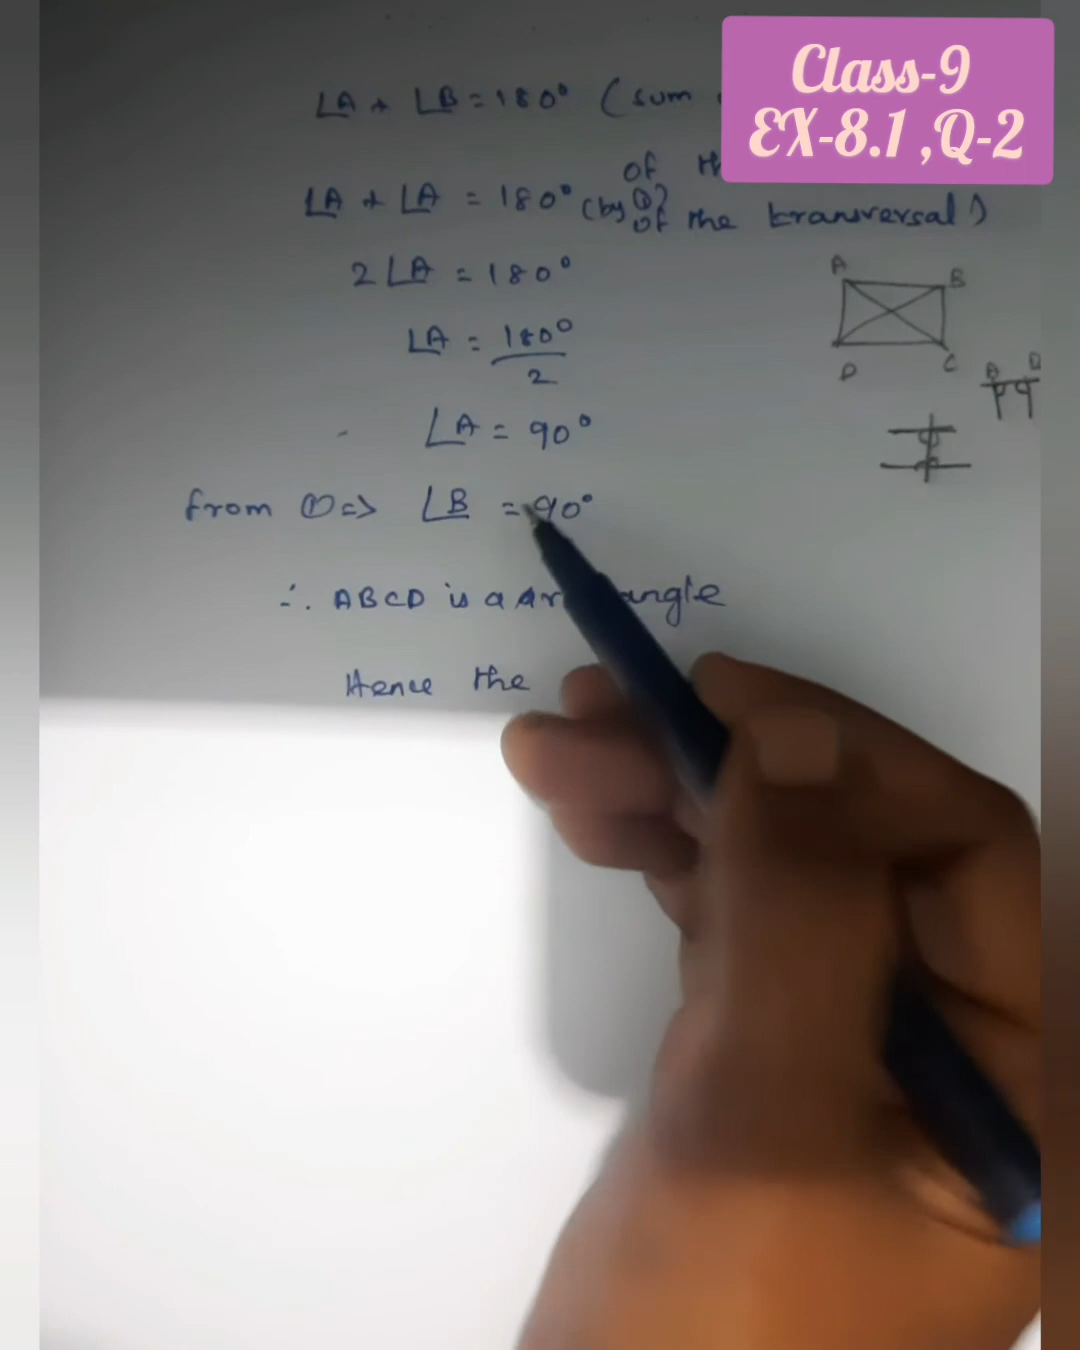 Class-9
EX-8.1 ,Q-2
∠A + ∠B = 180° (sum
of
∠A + ∠A = 180° (by ①)
of the transversal)
2∠A = 180°
∠A = 180°/2
∠A = 90°
from ① => ∠B = 90°
∴ ABCD is a angle
Hence the
A
B
D
C